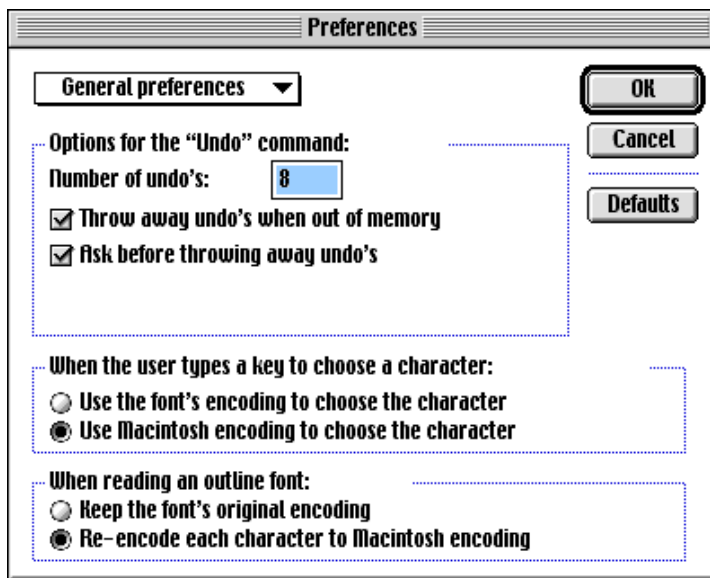 Preferences
General preferences
OK
Options for the “Undo” command:
Cancel
Number of undo's:
8
Defaults
Throw away undo's when out of memory
Ask before throwing away undo's
When the user types a key to choose a character:
Use the font's encoding to choose the character
Use Macintosh encoding to choose the character
When reading an outline font:
Keep the font's original encoding
Re-encode each character to Macintosh encoding